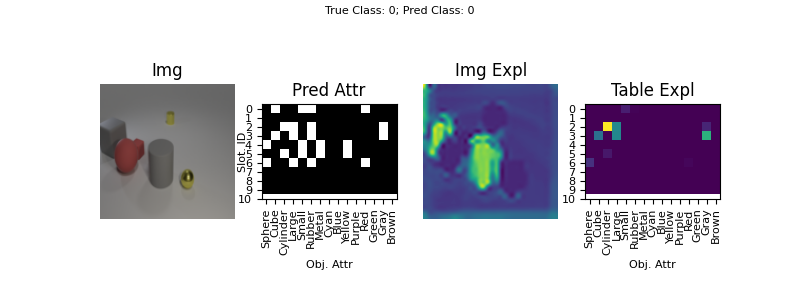 True Class: 0; Pred Class: 0
Img
Pred Attr
Img Expl
Table Expl
Slot. ID
0
1
2
3
4
5
6
7
8
9
10
Sphere
Cube
Cylinder
Large
Small
Rubber
Metal
Cyan
Blue
Yellow
Purple
Red
Green
Gray
Brown
Obj. Attr
0
1
2
3
4
5
6
7
8
9
10
Sphere
Cube
Cylinder
Large
Small
Rubber
Metal
Cyan
Blue
Yellow
Purple
Red
Green
Gray
Brown
Obj. Attr